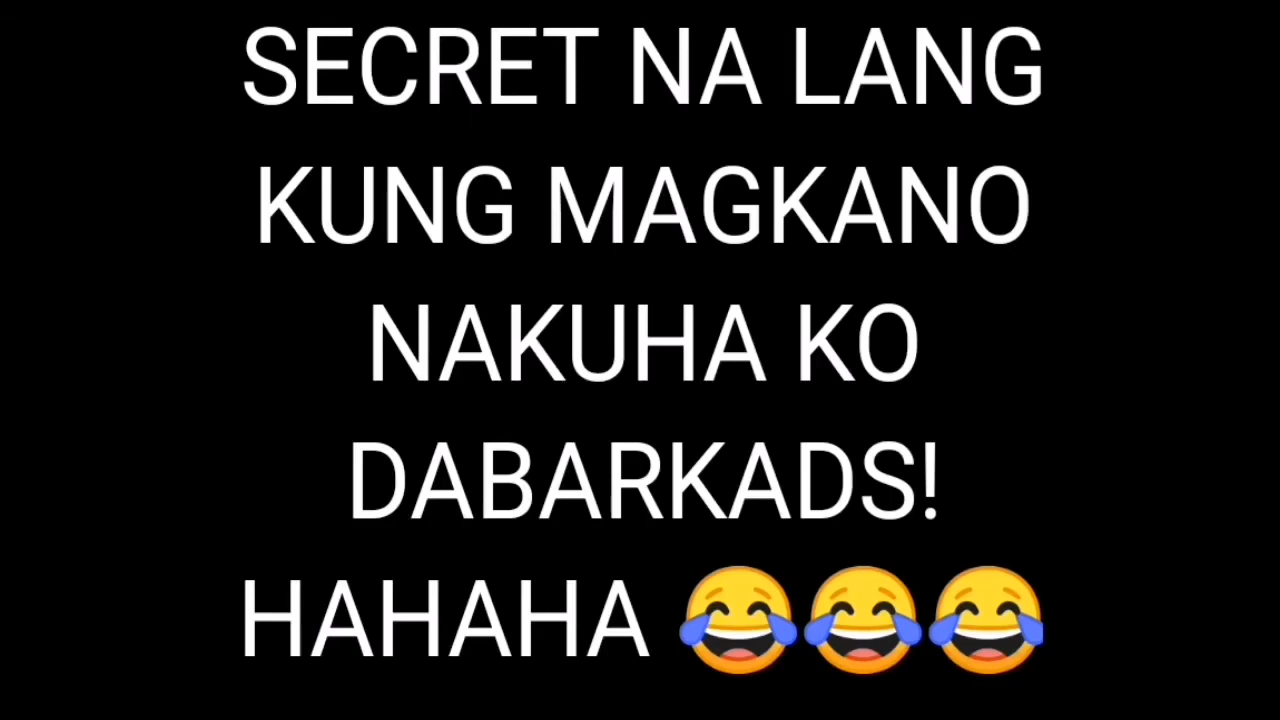 SECRET NA LANG
KUNG MAGKANO
NAKUHA KO
DABARKADS!
HAHAHA 😂😂😂